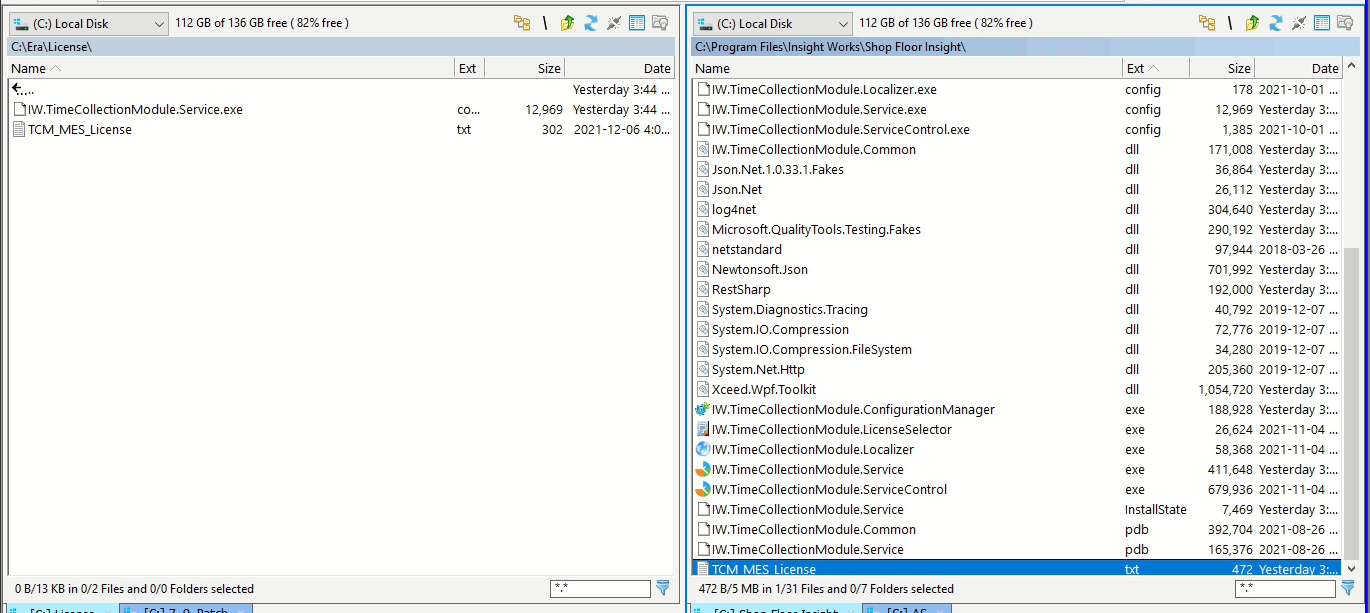 (C:) Local Disk 112 GB of 136 GB free ( 82% free ) \
C:\Era\License\
Name Ext Size Date
.. Yesterday 3:44 ...
IW.TimeCollectionModule.Service.exe co... 12,969 Yesterday 3:44 ...
TCM_MES_License txt 302 2021-12-06 4:0...
0 B/13 KB in 0/2 Files and 0/0 Folders selected *.*
[C:] License [C:] 7_0_Patch
(C:) Local Disk 112 GB of 136 GB free ( 82% free ) \
C:\Program Files\Insight Works\Shop Floor Insight\
Name Ext Size Date
IW.TimeCollectionModule.Localizer.exe config 178 2021-10-01 ...
IW.TimeCollectionModule.Service.exe config 12,969 Yesterday 3:...
IW.TimeCollectionModule.ServiceControl.exe config 1,385 2021-10-01 ...
IW.TimeCollectionModule.Common dll 171,008 Yesterday 3:...
Json.Net.1.0.33.1.Fakes dll 36,864 Yesterday 3:...
Json.Net dll 26,112 Yesterday 3:...
log4net dll 304,640 Yesterday 3:...
Microsoft.QualityTools.Testing.Fakes dll 290,192 Yesterday 3:...
netstandard dll 97,944 2018-03-26 ...
Newtonsoft.Json dll 701,992 Yesterday 3:...
RestSharp dll 192,000 Yesterday 3:...
System.Diagnostics.Tracing dll 40,792 2019-12-07 ...
System.IO.Compression dll 72,776 2019-12-07 ...
System.IO.Compression.FileSystem dll 34,280 2019-12-07 ...
System.Net.Http dll 205,360 2019-12-07 ...
Xceed.Wpf.Toolkit dll 1,054,720 Yesterday 3:...
IW.TimeCollectionModule.ConfigurationManager exe 188,928 Yesterday 3:...
IW.TimeCollectionModule.LicenseSelector exe 26,624 2021-11-04 ...
IW.TimeCollectionModule.Localizer exe 58,368 2021-11-04 ...
IW.TimeCollectionModule.Service exe 411,648 Yesterday 3:...
IW.TimeCollectionModule.ServiceControl exe 679,936 2021-11-04 ...
IW.TimeCollectionModule.Service InstallState 7,469 Yesterday 3:...
IW.TimeCollectionModule.Common pdb 392,704 2021-08-26 ...
IW.TimeCollectionModule.Service pdb 165,376 2021-08-26 ...
TCM_MES_License txt 472 Yesterday 3:...
472 B/5 MB in 1/31 Files and 0/7 Folders selected *.*
[C:] Shop Floor Insight [C:] AS